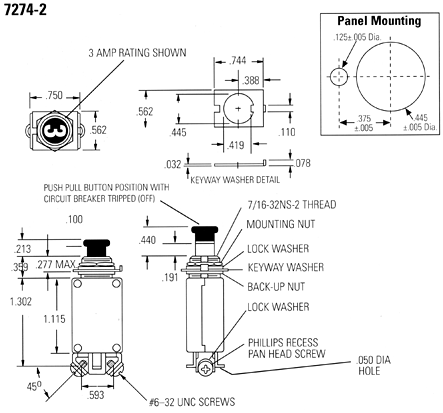 7274-2
3 AMP RATING SHOWN
.750
.562
.744
.388
.562
.445
.419
.110
.032
.078
KEYWAY WASHER DETAIL
Panel Mounting
.125±.005 Dia.
.375
±.005
.445
±.005 Dia.
PUSH PULL BUTTON POSITION WITH
CIRCUIT BREAKER TRIPPED (OFF)
.100
.213
.359
.277 MAX
1.302
1.115
45°
.593
#6-32 UNC SCREWS
.440
.191
7/16-32NS-2 THREAD
MOUNTING NUT
LOCK WASHER
KEYWAY WASHER
BACK-UP NUT
LOCK WASHER
PHILLIPS RECESS
PAN HEAD SCREW
.050 DIA
HOLE